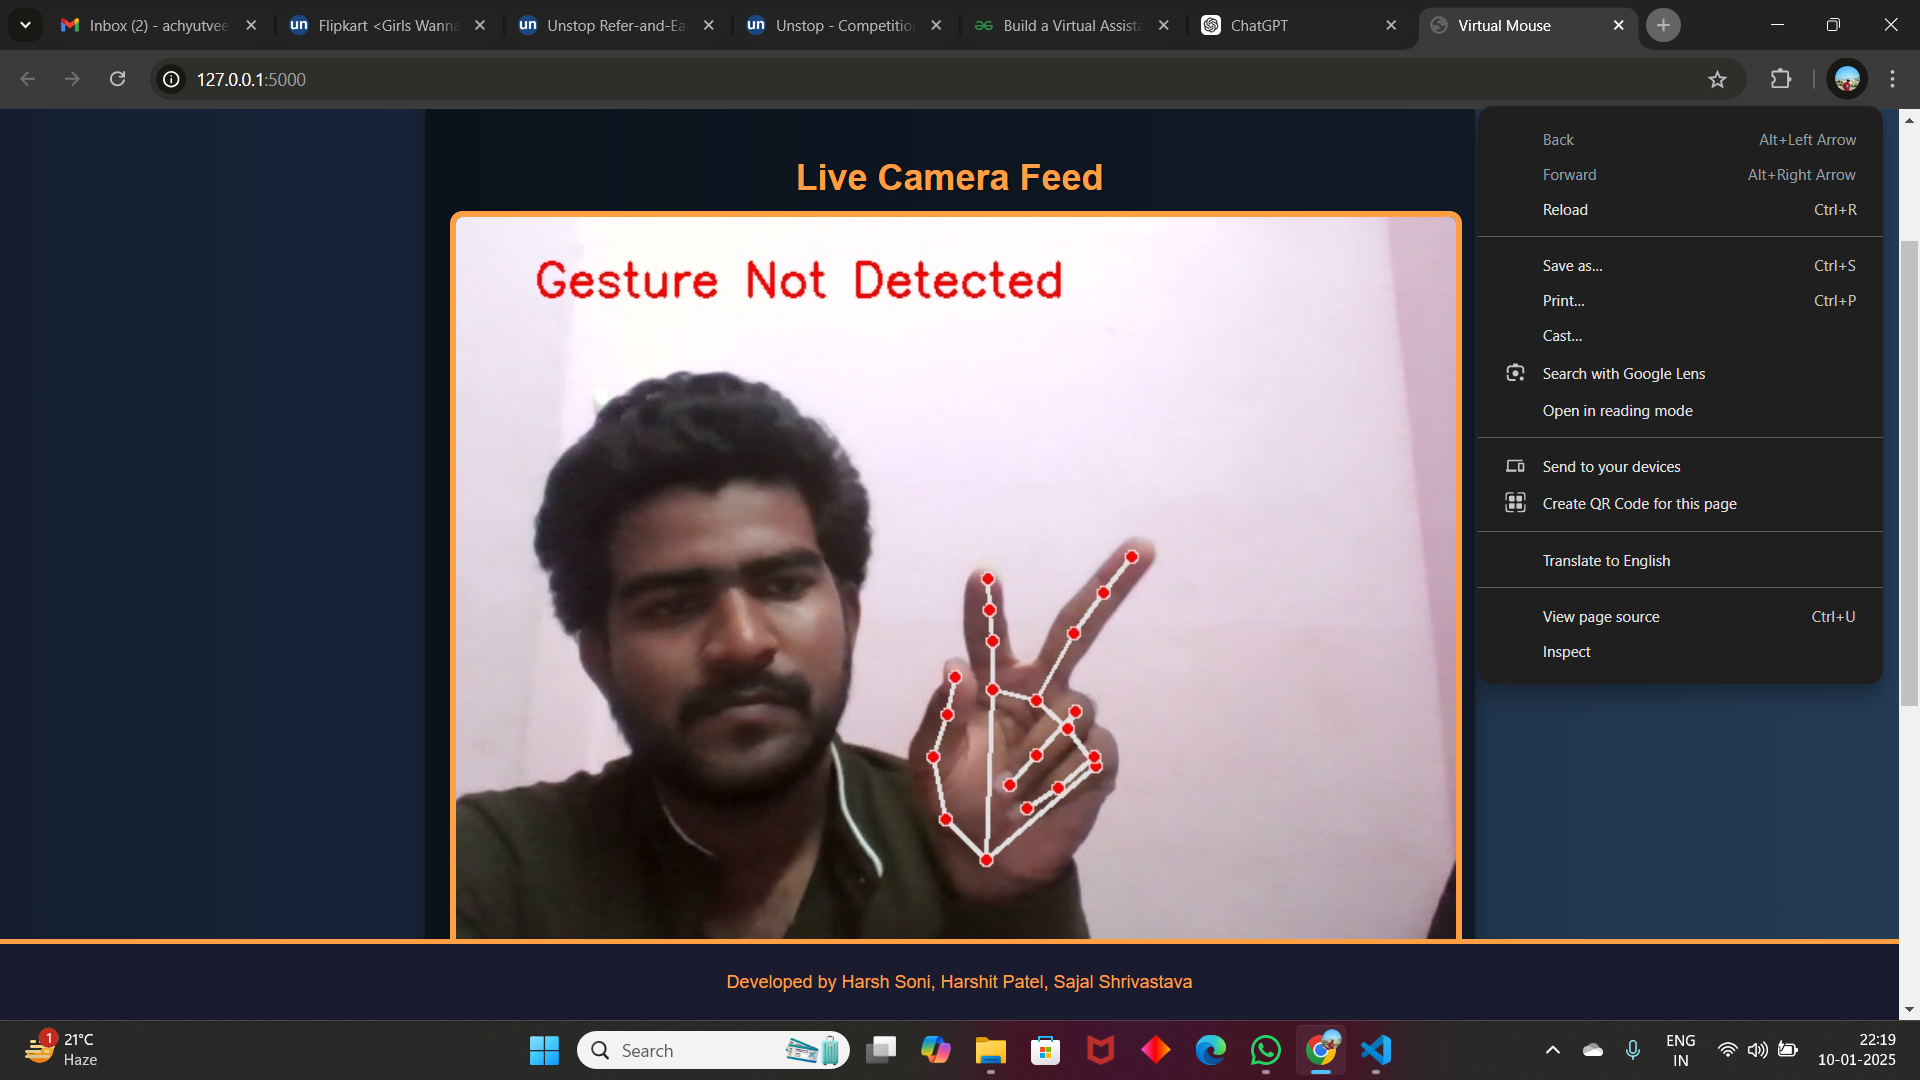 Inbox (2) - achyutvee
Flipkart <Girls Wanna
Unstop Refer-and-Ea
Unstop - Competitio
Build a Virtual Assista
ChatGPT
Virtual Mouse
127.0.0.1:5000
Live Camera Feed
Gesture Not Detected
Back Alt+Left Arrow
Forward Alt+Right Arrow
Reload Ctrl+R
Save as... Ctrl+S
Print... Ctrl+P
Cast...
Search with Google Lens
Open in reading mode
Send to your devices
Create QR Code for this page
Translate to English
View page source Ctrl+U
Inspect
Developed by Harsh Soni, Harshit Patel, Sajal Shrivastava
1
21°C
Haze
Search
ENG
IN
22:19
10-01-2025